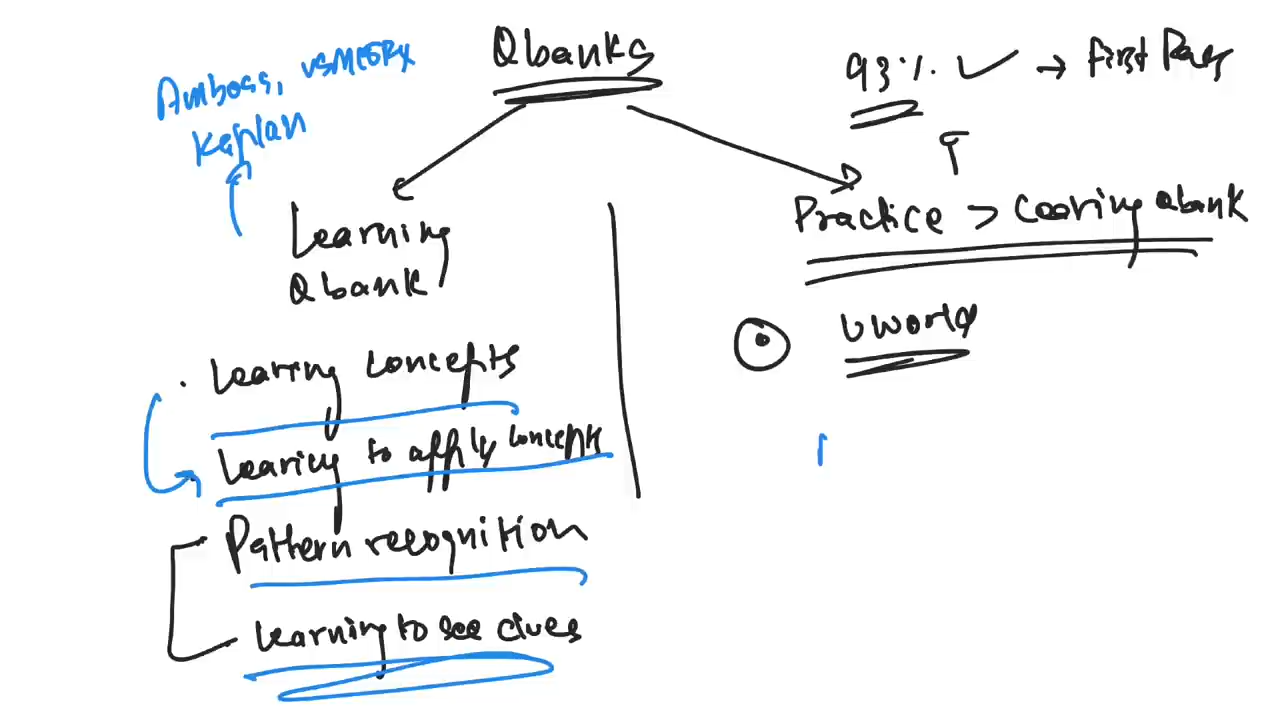 Qbanks
Amboss, USMLERx
Kaplan
93% ✓ → First Pass
Learning
Qbank
Practice > Learning Qbank
Uworld
Learning concepts
Learning to apply concepts
Pattern recognition
Learning to see clues